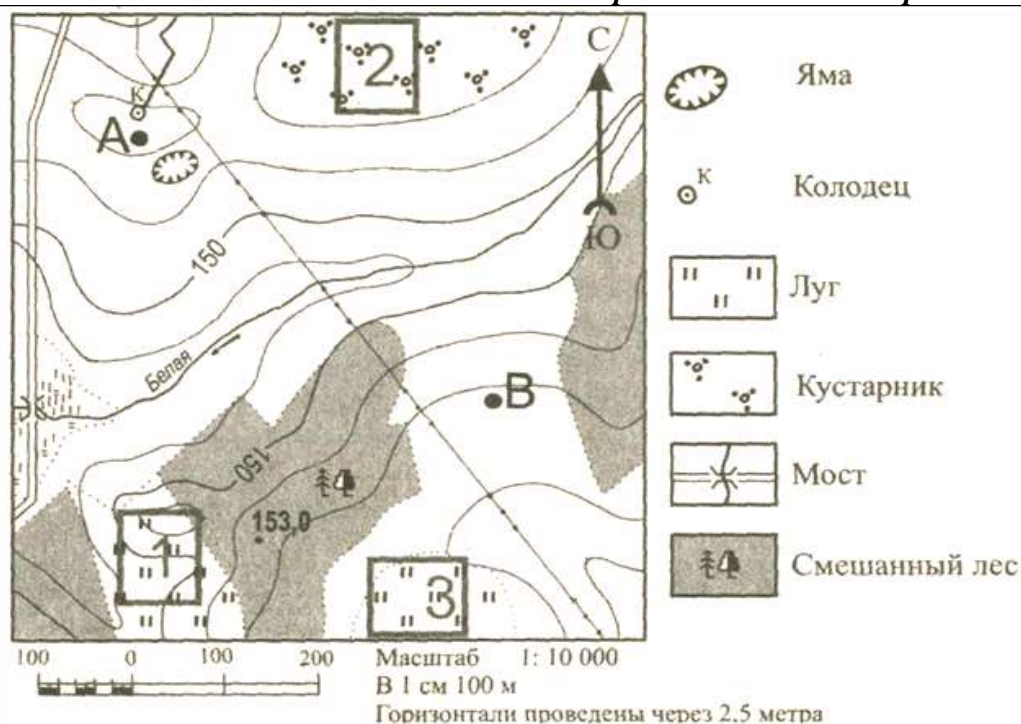 2
С
К
А
Ю
150
Белая
В
150
153,0
1
3
Яма
К
Колодец
Луг
Кустарник
Мост
Смешанный лес
100 0 100 200
Масштаб 1: 10 000
В 1 см 100 м
Горизонтали проведены через 2,5 метра